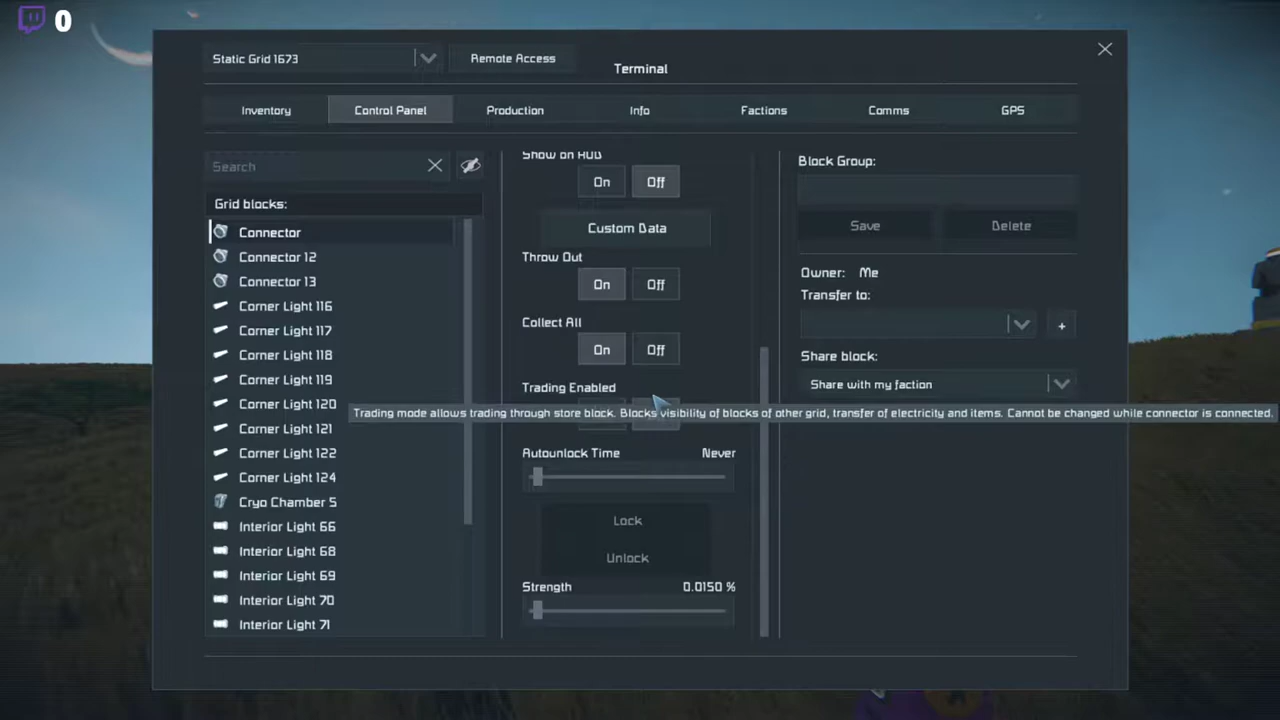 0
Static Grid 1673
Remote Access
Terminal
Inventory
Control Panel
Production
Info
Factions
Comms
GPS
Search
Grid blocks:
Connector
Connector 12
Connector 13
Corner Light 116
Corner Light 117
Corner Light 118
Corner Light 119
Corner Light 120
Corner Light 121
Corner Light 122
Corner Light 124
Cryo Chamber 5
Interior Light 66
Interior Light 68
Interior Light 69
Interior Light 70
Interior Light 71
Show on HUD
On Off
Custom Data
Throw Out
On Off
Collect All
On Off
Trading Enabled
Trading mode allows trading through store block. Blocks visibility of blocks of other grid, transfer of electricity and items. Cannot be changed while connector is connected.
Autounlock Time Never
Lock
Unlock
Strength 0.0150 %
Block Group:
Save Delete
Owner: Me
Transfer to:
+
Share block:
Share with my faction